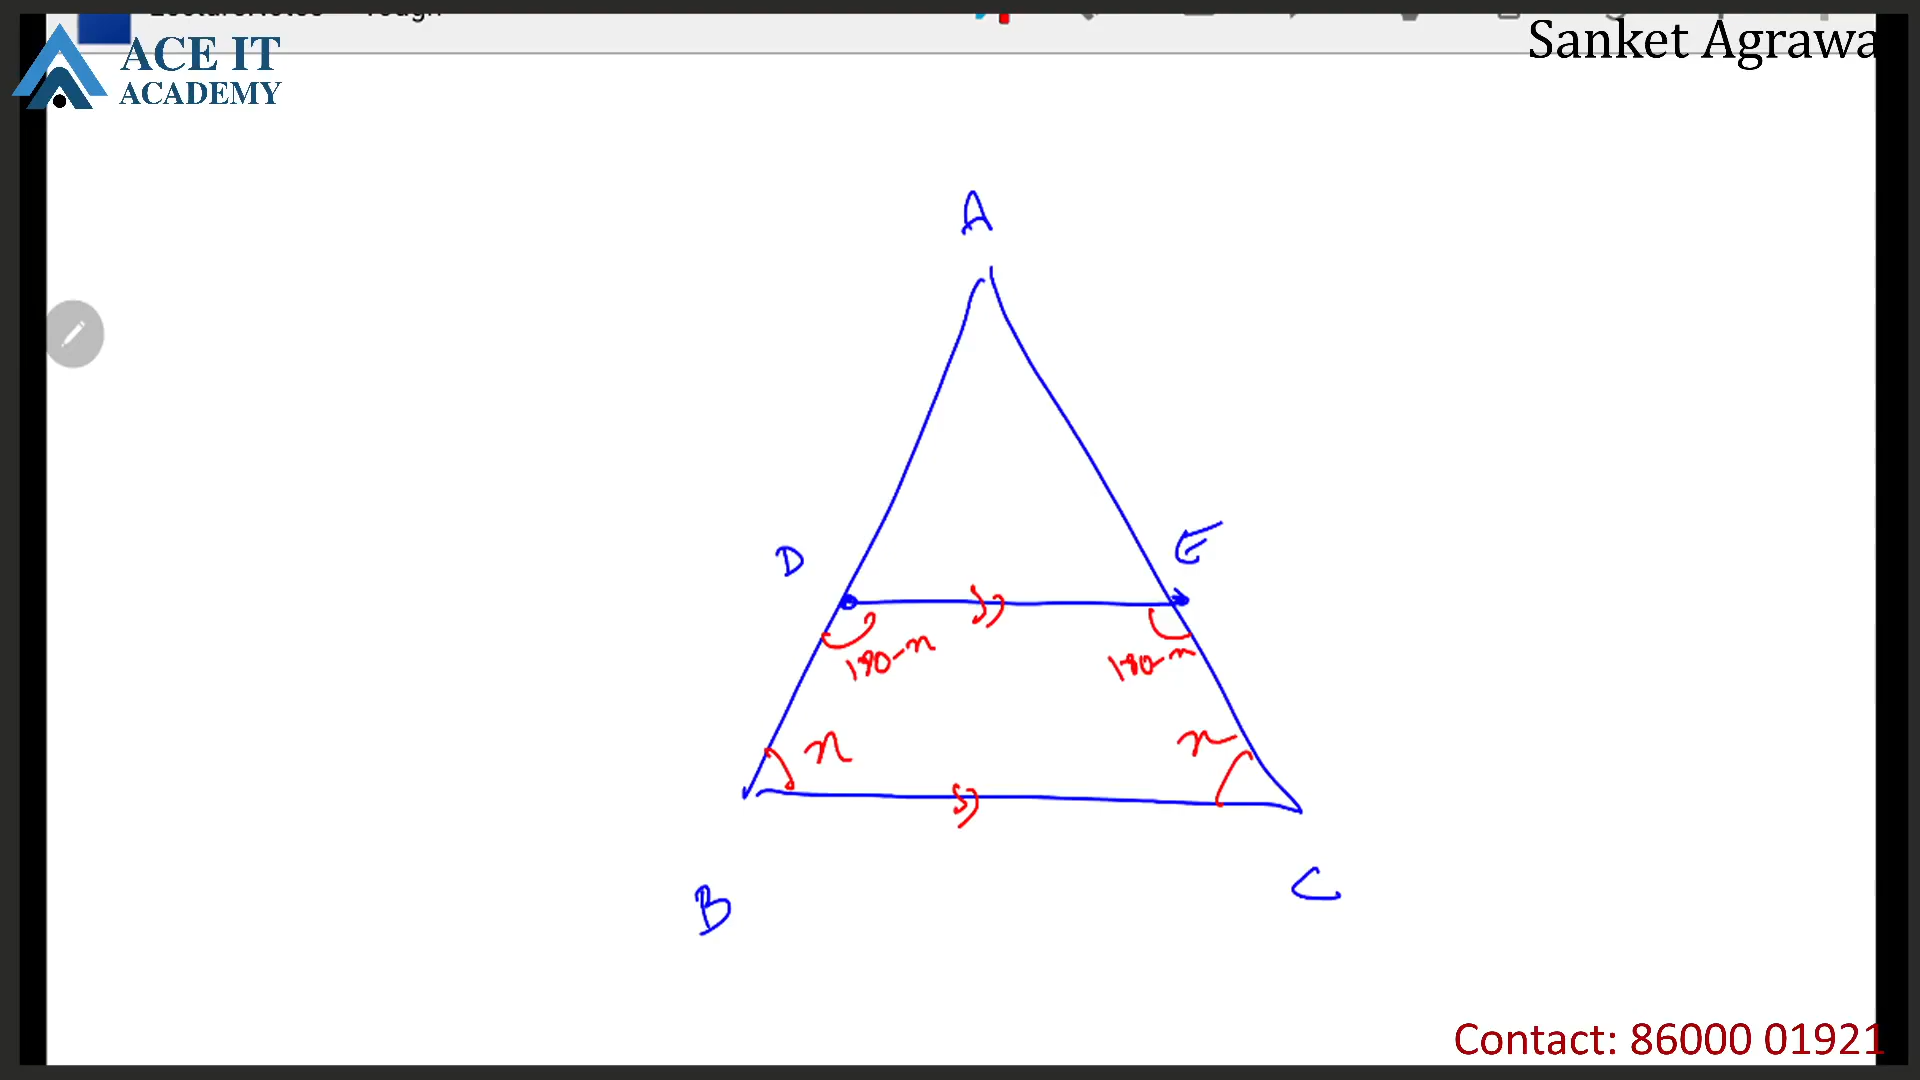 Sanket Agrawa
ACE IT
ACADEMY
A
D
E
180-x
180-x
x
x
B
C
Contact: 86000 01921